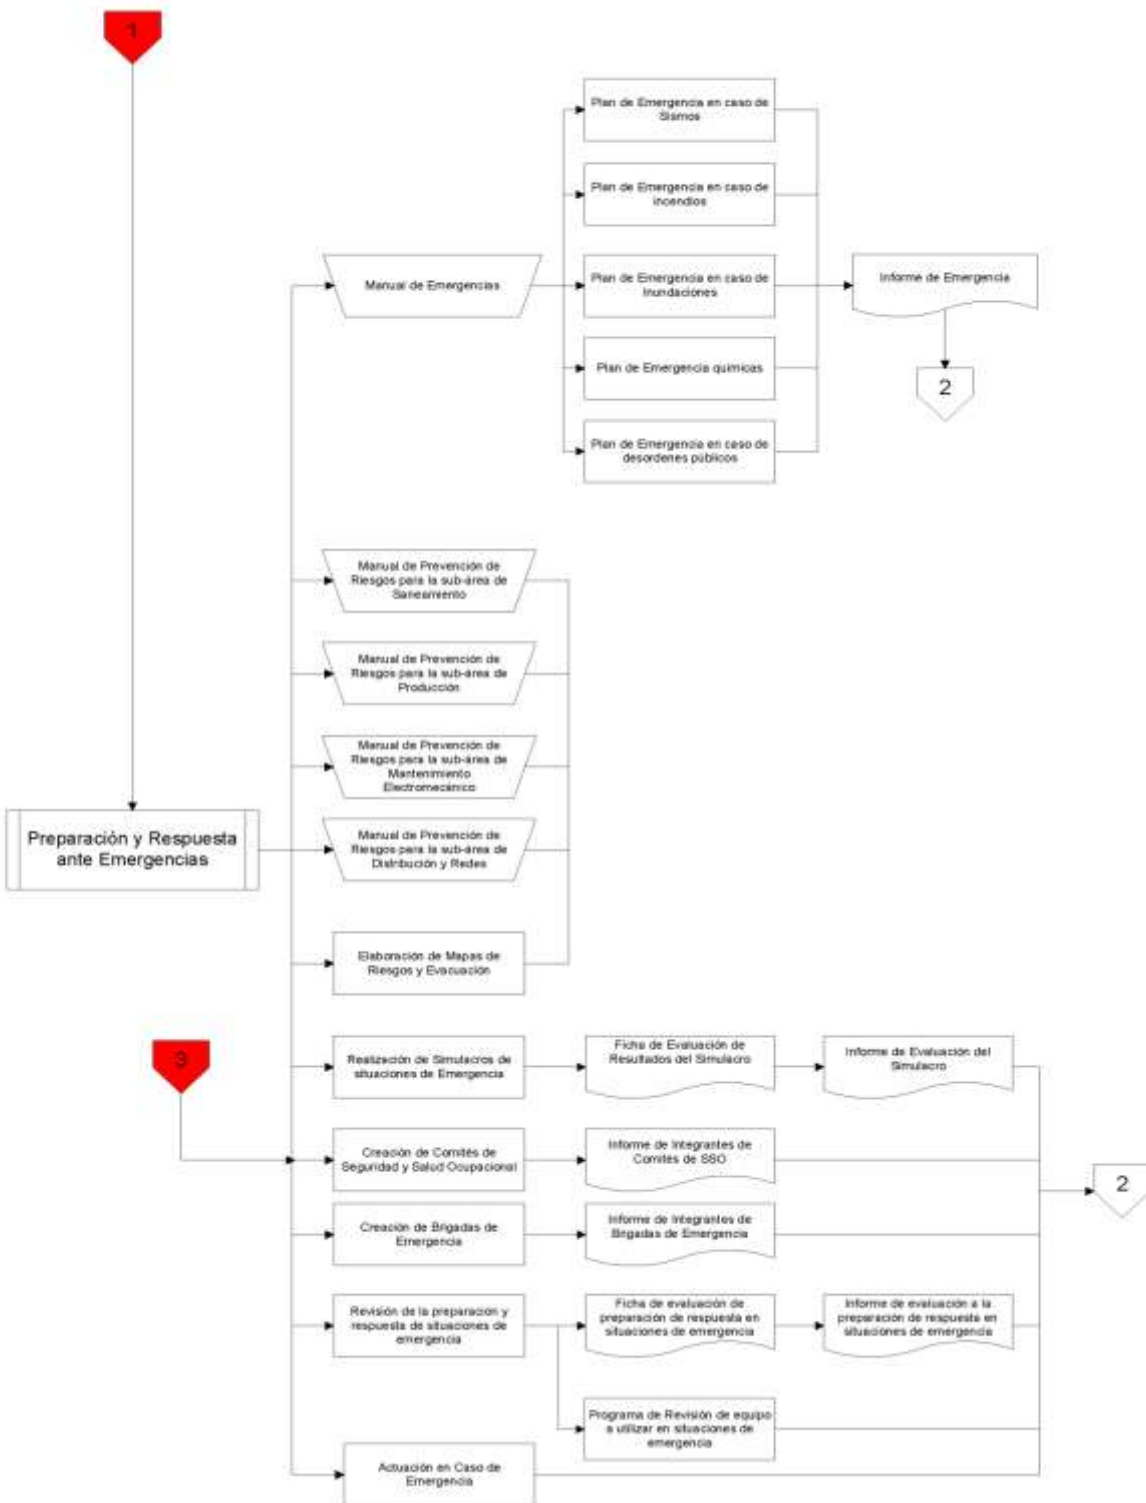 1
Plan de Emergencia en caso de
Sismos
Plan de Emergencia en caso de
incendios
Manual de Emergencias
Plan de Emergencia en caso de
Inundaciones
Informe de Emergencia
Plan de Emergencia quimicas
2
Plan de Emergencia en caso de
desordenes públicos
Manual de Prevención de
Riesgos para la sub-área de
Saneamiento
Manual de Prevención de
Riesgos para la sub-área de
Producción
Manual de Prevención de
Riesgos para la sub-área de
Mantenimiento
Electromecánico
Preparación y Respuesta
ante Emergencias
Manual de Prevención de
Riesgos para la sub-área de
Distribución y Redes
Elaboración de Mapas de
Riesgos y Evacuación
3
Realización de Simulacros de
situaciones de Emergencia
Ficha de Evaluación de
Resultados del Simulacro
Informe de Evaluación del
Simulacro
Creación de Comités de
Seguridad y Salud Ocupacional
Informe de Integrantes de
Comités de SSO
2
Creación de Brigadas de
Emergencia
Informe de Integrantes de
Brigadas de Emergencia
Revisión de la preparación y
respuesta de situaciones de
emergencia
Ficha de evaluación de
preparación de respuesta en
situaciones de emergencia
Informe de evaluación a la
preparación de respuesta en
situaciones de emergencia
Programa de Revisión de equipo
a utilizar en situaciones de
emergencia
Actuación en Caso de
Emergencia